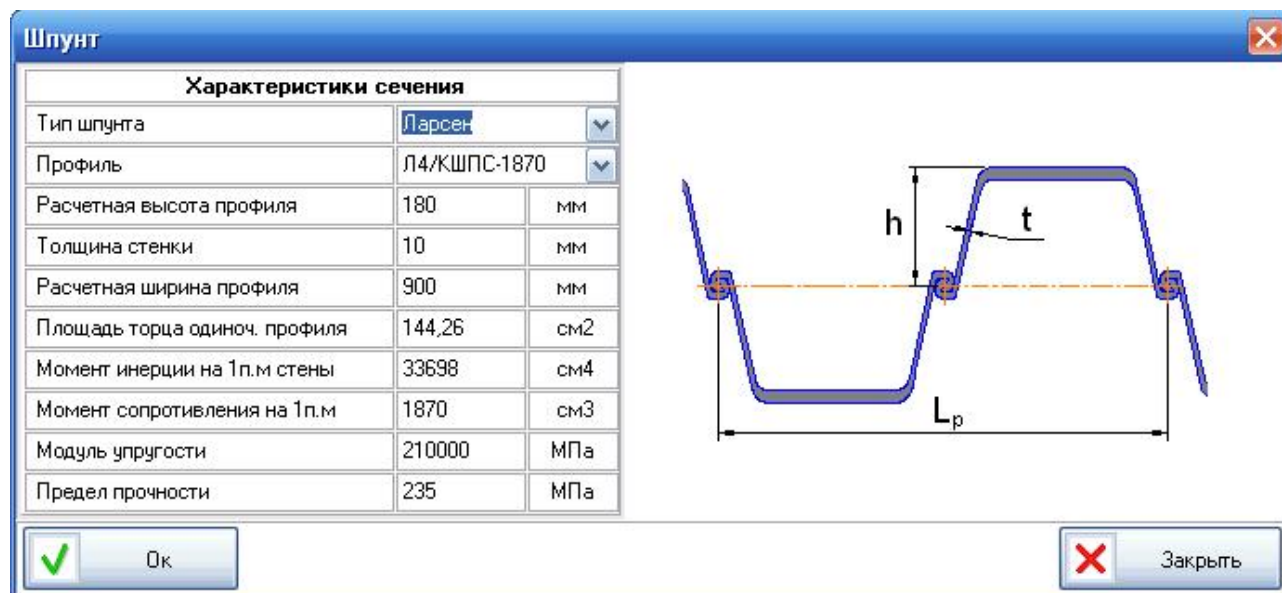 Шпунт
Характеристики сечения
Тип шпунта Ларсен
Профиль Л4/КШПС-1870
Расчетная высота профиля 180 мм
Толщина стенки 10 мм
Расчетная ширина профиля 900 мм
Площадь торца одиноч. профиля 144,26 см2
Момент инерции на 1п.м стены 33698 см4
Момент сопротивления на 1п.м 1870 см3
Модуль упругости 210000 МПа
Предел прочности 235 МПа
h t
Lр
Ок Закрыть